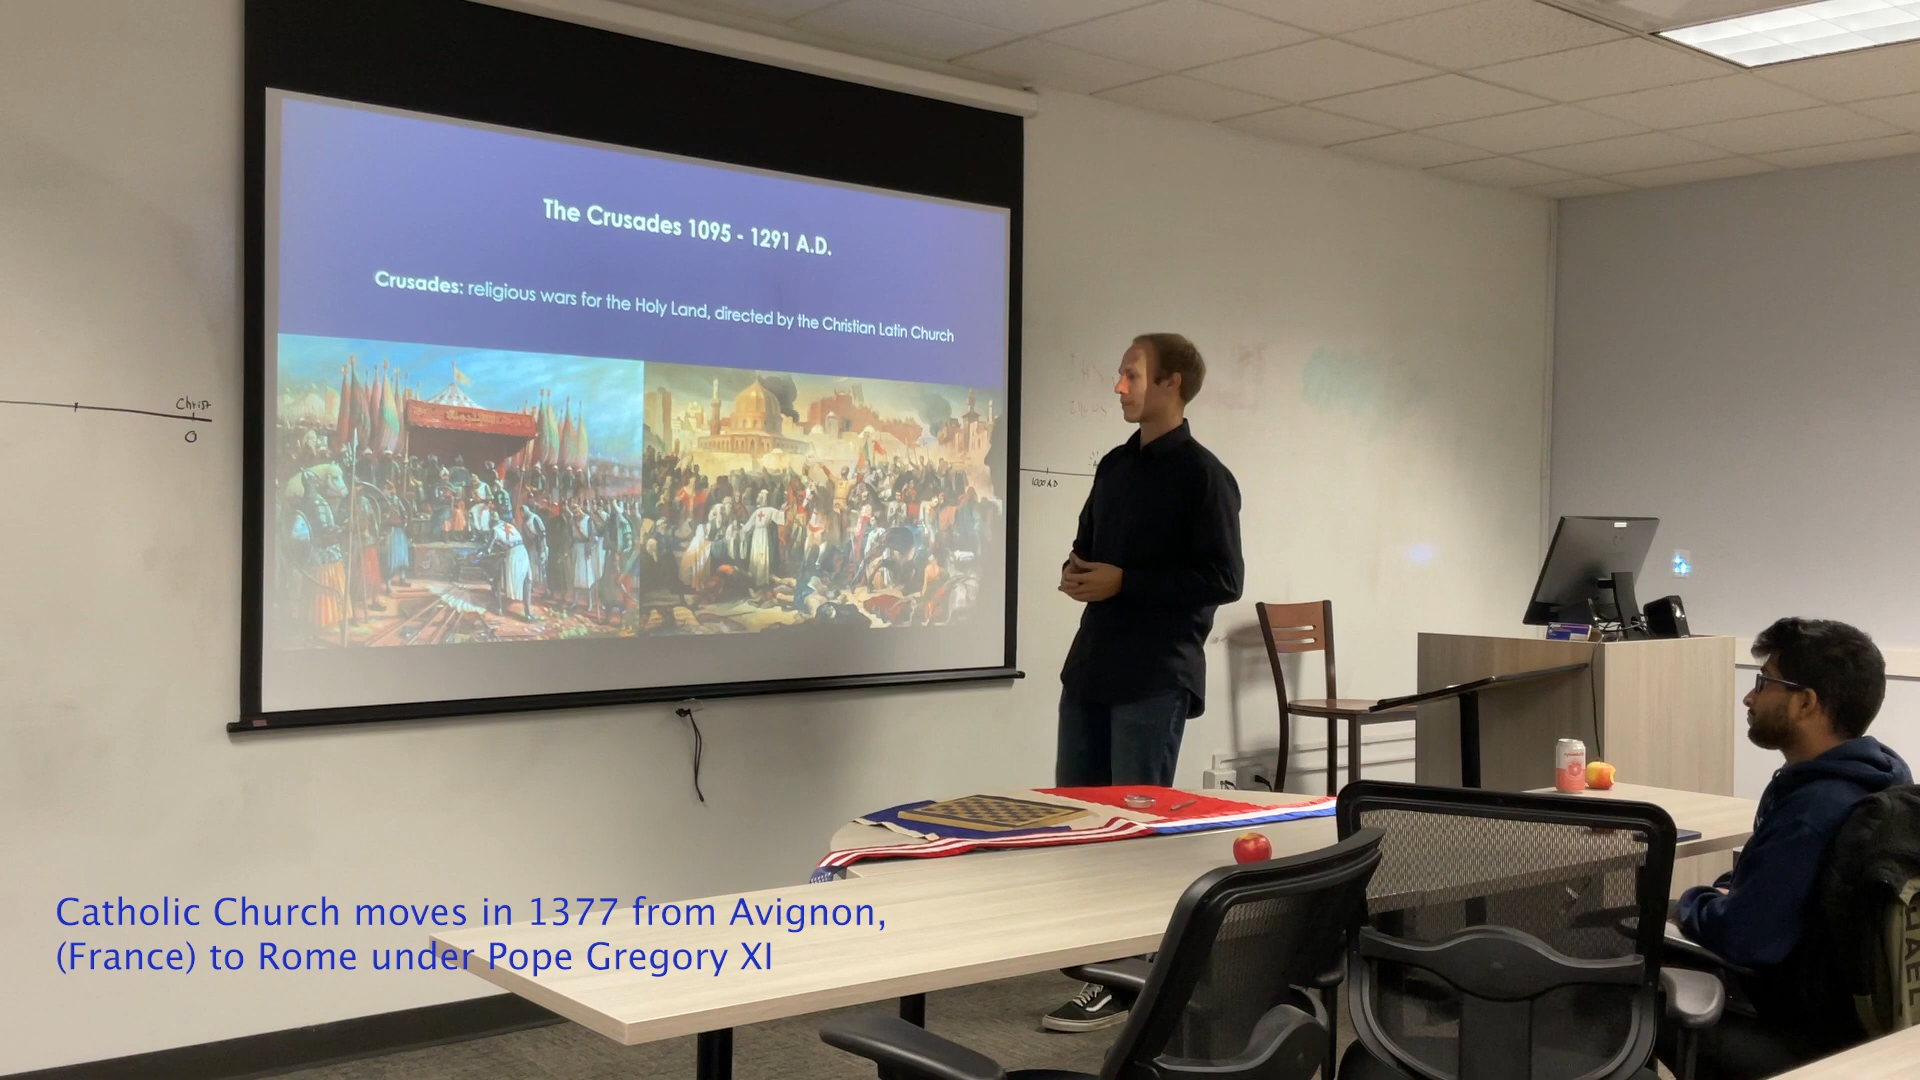 The Crusades 1095 - 1291 A.D.
Crusades: religious wars for the Holy Land, directed by the Christian Latin Church
Christ
0
1000 A.D
Catholic Church moves in 1377 from Avignon,
(France) to Rome under Pope Gregory XI